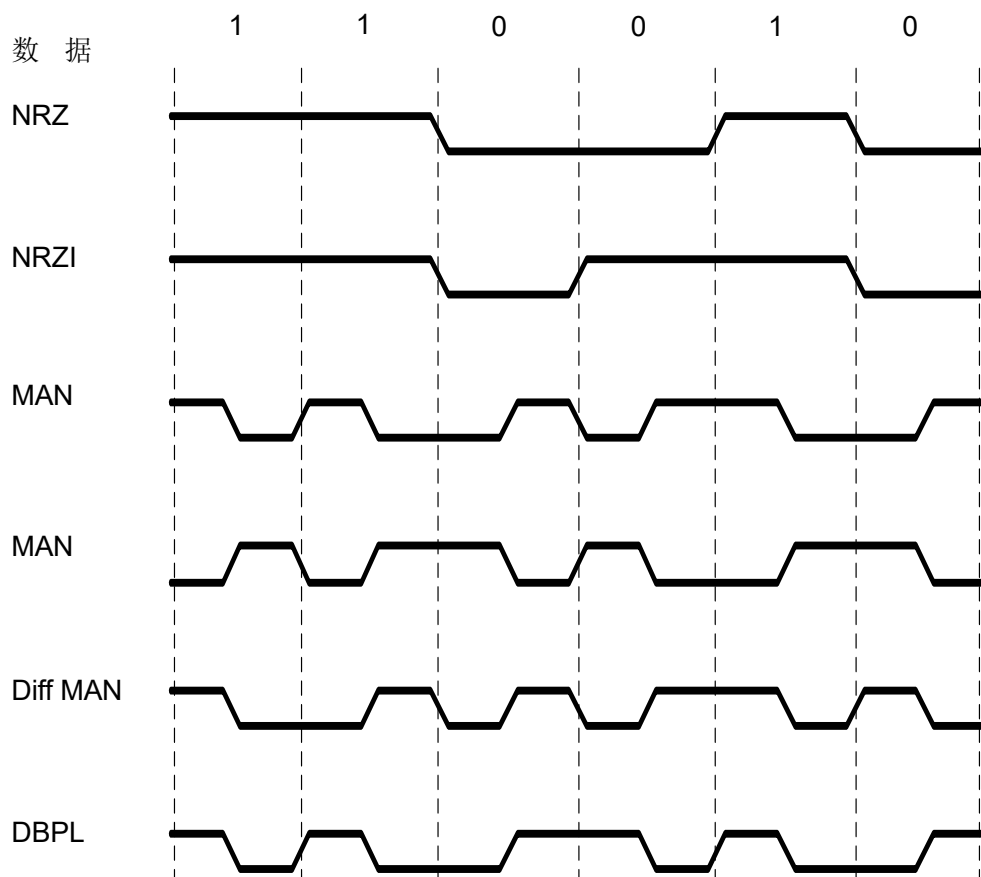 1 1 0 0 1 0
数 据
NRZ
NRZI
MAN
MAN
Diff MAN
DBPL